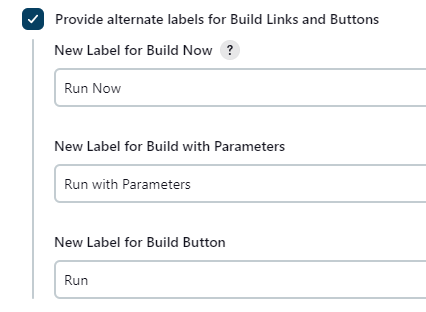 Provide alternate labels for Build Links and Buttons
New Label for Build Now ?
Run Now
New Label for Build with Parameters
Run with Parameters
New Label for Build Button
Run